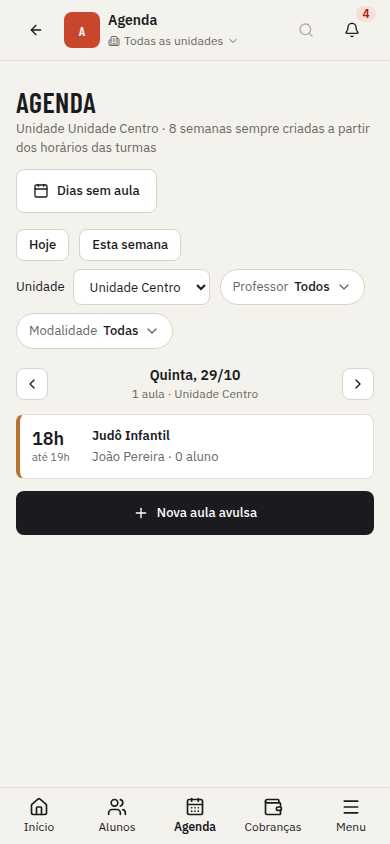 A
Agenda
Todas as unidades
4
AGENDA
Unidade Unidade Centro · 8 semanas sempre criadas a partir
dos horários das turmas
Dias sem aula
Hoje
Esta semana
Unidade
Unidade Centro
Professor Todos
Modalidade Todas
Quinta, 29/10
1 aula · Unidade Centro
18h
até 19h
Judô Infantil
João Pereira · 0 aluno
Nova aula avulsa
Início
Alunos
Agenda
Cobranças
Menu